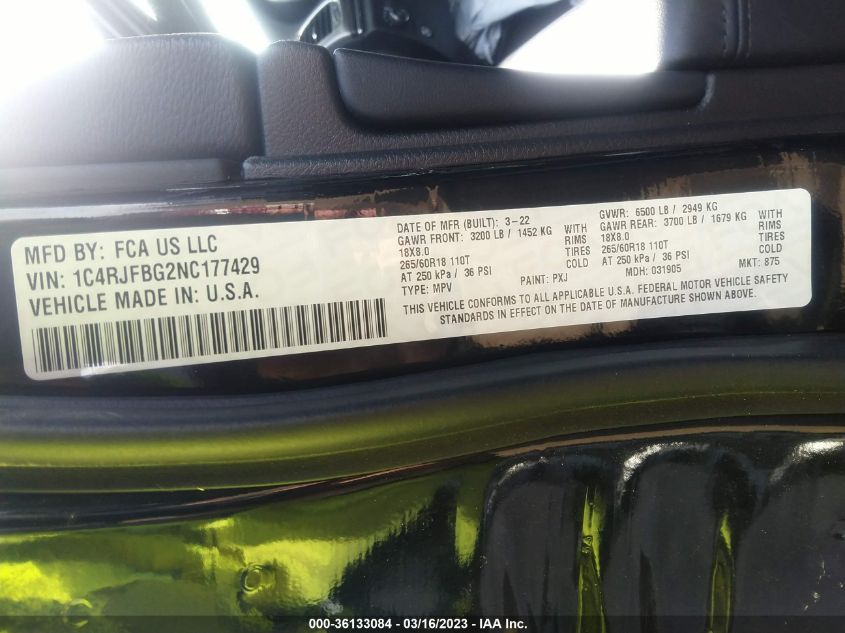 MFD BY: FCA US LLC
VIN: 1C4RJFBG2NC177429
VEHICLE MADE IN: U.S.A.
DATE OF MFR (BUILT): 3-22 GVWR: 6500 LB / 2949 KG
GAWR FRONT: 3200 LB / 1452 KG WITH GAWR REAR: 3700 LB / 1679 KG WITH
18X8.0 RIMS 18X8.0 RIMS
265/60R18 110T TIRES 265/60R18 110T TIRES
AT 250 kPa / 36 PSI COLD AT 250 kPa / 36 PSI COLD
TYPE: MPV PAINT: PXJ MDH: 031905 MKT: 875
THIS VEHICLE CONFORMS TO ALL APPLICABLE U.S.A. FEDERAL MOTOR VEHICLE SAFETY
STANDARDS IN EFFECT ON THE DATE OF MANUFACTURE SHOWN ABOVE.
000-36133084 - 03/16/2023 - IAA Inc.